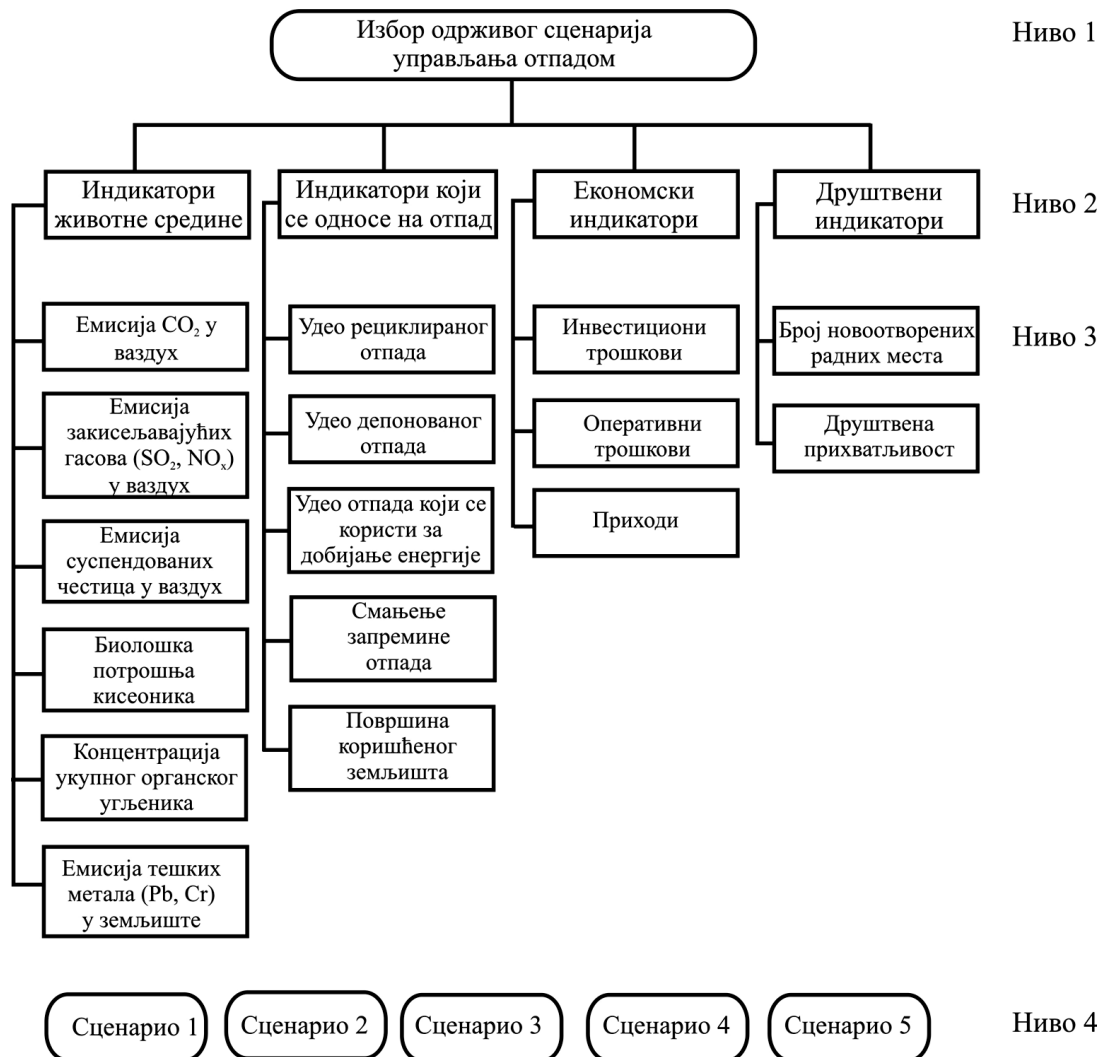 Избор одрживог сценарија
управљања отпадом
Ниво 1
Индикатори
животне средине
Индикатори који
се односе на отпад
Економски
индикатори
Друштвени
индикатори
Ниво 2
Емисија CO₂ у
ваздух
Удео рециклираног
отпада
Инвестициони
трошкови
Број новоотворених
радних места
Ниво 3
Емисија
закисељавајућих
гасова (SO₂, NOₓ)
у ваздух
Удео депонованог
отпада
Оперативни
трошкови
Друштвена
прихватљивост
Емисија
суспендованих
честица у ваздух
Удео отпада који се
користи за
добијање енергије
Приходи
Биолошка
потрошња
кисеоника
Смањење
запремине
отпада
Концентрација
укупног органског
угљеника
Површина
коришћеног
земљишта
Емисија тешких
метала (Pb, Cr)
у земљиште
Сценарио 1
Сценарио 2
Сценарио 3
Сценарио 4
Сценарио 5
Ниво 4